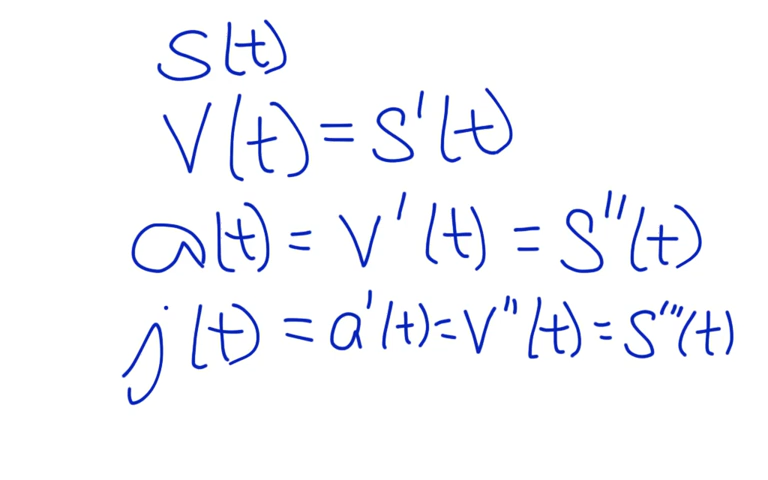 S(t)
V(t) = S'(t)
a(t) = V'(t) = S''(t)
j(t) = a'(t) = V''(t) = S'''(t)